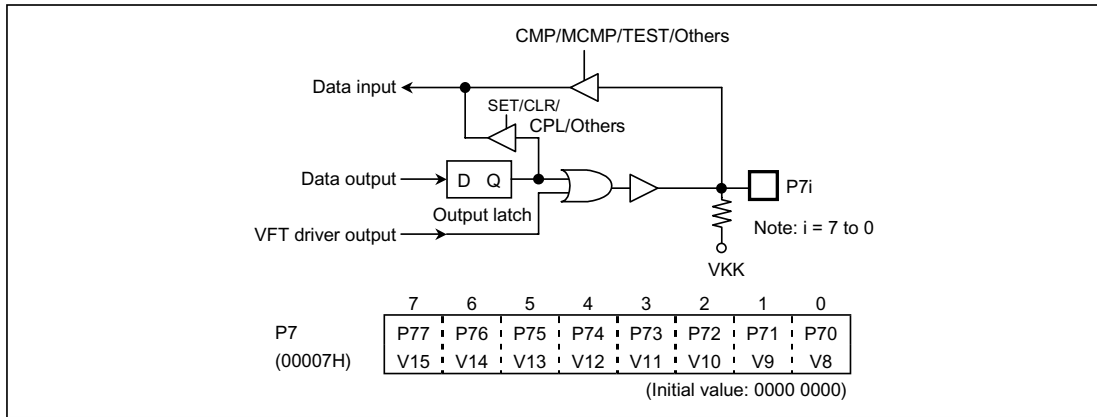 CMP/MCMP/TEST/Others
Data input
SET/CLR/
CPL/Others
Data output
D Q
P7i
Output latch
Note: i = 7 to 0
VFT driver output
VKK
7 6 5 4 3 2 1 0
P7 P77 P76 P75 P74 P73 P72 P71 P70
(00007H) V15 V14 V13 V12 V11 V10 V9 V8
(Initial value: 0000 0000)